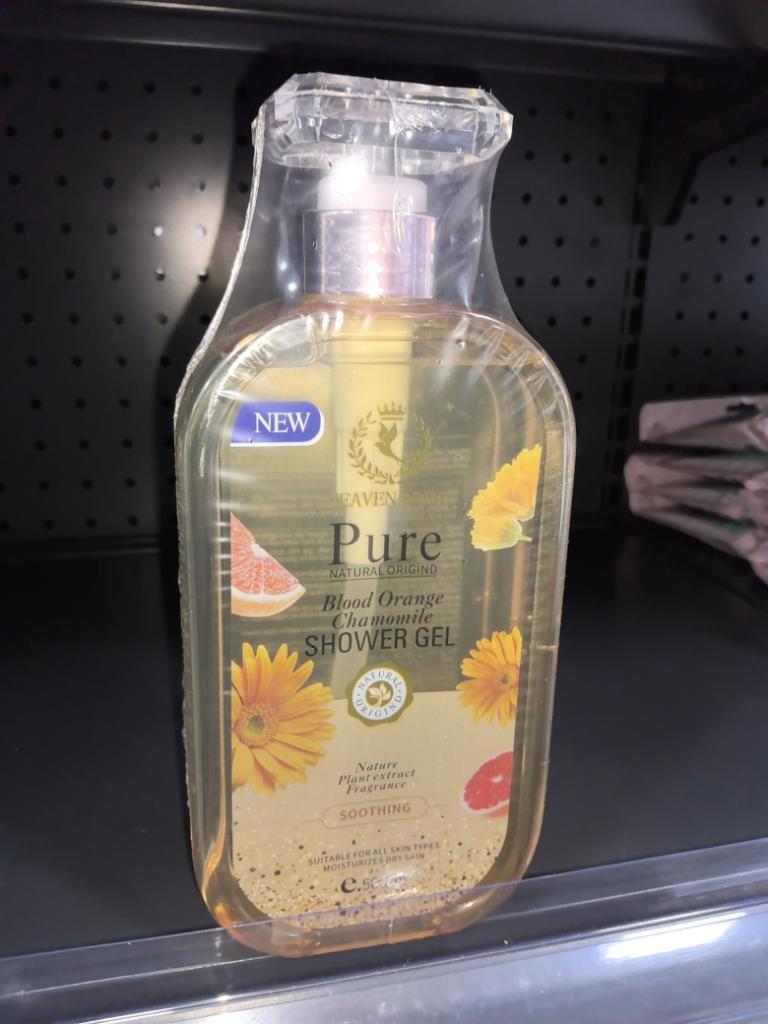 NEW
Pure
NATURAL ORIGIND
Blood Orange
Chamomile
SHOWER GEL
NATURAL
ORIGIND
Nature
Plant extract
Fragrance
SOOTHING
SUITABLE FOR ALL SKIN TYPES
MOISTURIZES DRY SKIN